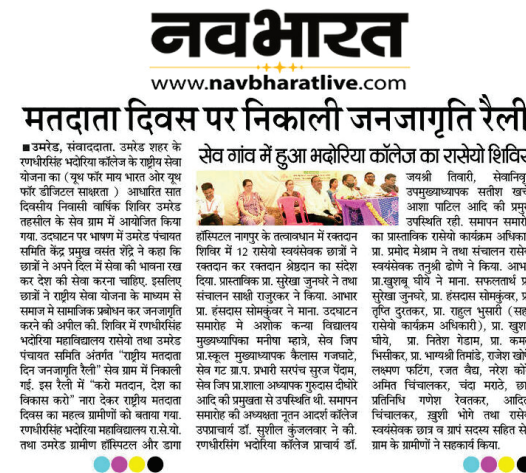 नवभारत
www.navbharatlive.com
मतदाता दिवस पर निकाली जनजागृति रैली
■ उमरेड, संवाददाता. उमरेड शहर के
रणधीरसिंह भदोरिया कॉलेज के राष्ट्रीय सेवा
योजना का (यूथ फॉर माय भारत ओर यूथ
फॉर डीजिटल साक्षरता ) आधारित सात
दिवसीय निवासी वार्षिक शिविर उमरेड
तहसील के सेव ग्राम में आयोजित किया
गया. उदघाटन पर भाषण में उमरेड पंचायत
समिति केंद्र प्रमुख वसंत शेंद्रे ने कहा कि
छात्रों ने अपने दिल में सेवा की भावना रख
कर देश की सेवा करना चाहिए. इसलिए
छात्रों ने राष्ट्रीय सेवा योजना के माध्यम से
समाज मे सामाजिक प्रबोधन कर जनजागृति
करने की अपील की. शिविर में रणधीरसिंह
भदोरिया महाविद्यालय रासेयो तथा उमरेड
पंचायत समिति अंतर्गत "राष्ट्रीय मतदाता
दिन जनजागृति रैली" सेव ग्राम में निकाली
गई. इस रैली में "करो मतदान, देश का
विकास करो" नारा देकर राष्ट्रीय मतदाता
दिवस का महत्व ग्रामीणों को बताया गया.
रणधीरसिंह भदोरिया महाविद्यालय रा.से.यो.
तथा उमरेड ग्रामीण हॉस्पिटल और डागा
सेव गांव में हुआ भदोरिया कॉलेज का रासेयो शिविर
हॉस्पीटल नागपुर के तत्वावधान में रक्तदान
शिविर में 12 रासेयो स्वयंसेवक छात्रों ने
रक्तदान कर रक्तदान श्रेष्ठदान का संदेश
दिया. प्रास्ताविक प्रा. सुरेखा जुनघरे ने तथा
संचालन साक्षी राजुरकर ने किया. आभार
प्रा. हंसदास सोमकुंवर ने माना. उदघाटन
समारोह मे अशोक कन्या विद्यालय
मुख्याध्यापिका मनीषा म्हात्रे, सेव जिप
प्रा.स्कूल मुख्याध्यापक कैलास गजघाटे,
सेव गट ग्रा.प. प्रभारी सरपंच सुरज पेंदाम,
सेव जिप प्रा.शाला अध्यापक गुरुदास दीघोरे
आदि की प्रमुखता से उपस्थिती थी. समापन
समारोह की अध्यक्षता नूतन आदर्श कॉलेज
उपप्राचार्य डॉ. सुशील कुंजलवार ने की.
रणधीरसिंग भदोरिया कॉलेज प्राचार्य डॉ.
जयश्री तिवारी, सेवानिवृ
उपमुख्याध्यापक सतीश
आशा पाटिल आदि की प्रमु
उपस्थिति रही. समापन समारो
का प्रास्ताविक रासेयो कार्यक्रम अधिका
प्रा. प्रमोद मेश्राम ने तथा संचालन रासे
स्वयंसेवक तनुश्री ढोणे ने किया. आभा
प्रा.खुशबू घीये ने माना. सफलतार्थ प्र
सुरेखा जुनघरे, प्रा. हंसदास सोमकुंवर,
तृप्ति दुरतकर, प्रा. राहुल भुसारी (सह
रासेयो कार्यक्रम अधिकारी), प्रा. खुश
घीये, प्रा. नितेश गेडाम, प्रा. कम
भिसीकर, प्रा. भाग्यश्री तिमांडे, राजेश खो
लक्ष्मण फटिंग, रजत वैद्य, नरेश को
अमित चिंचालकर, चंदा मराठे, छा
प्रतिनिधि गणेश रेवतकर, आदि
चिंचालकर, खुशी भोगे तथा रासे
स्वयंसेवक छात्र व ग्रापं सदस्य सहित से
ग्राम के ग्रामीणों ने सहकार्य किया.